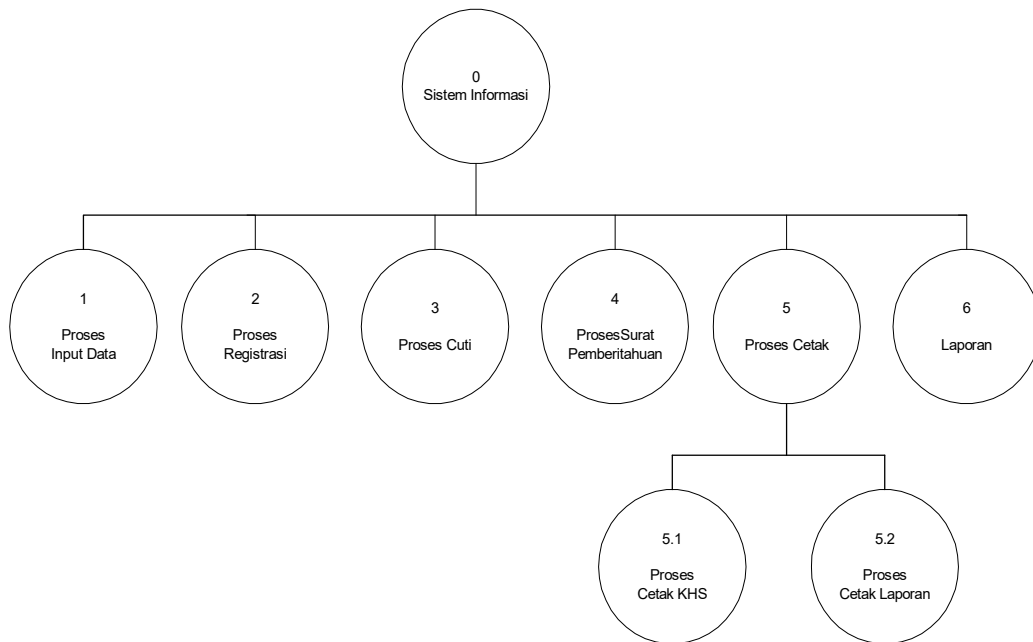 0
Sistem Informasi
1
Proses
Input Data
2
Proses
Registrasi
3
Proses Cuti
4
ProsesSurat
Pemberitahuan
5
Proses Cetak
6
Laporan
5.1
Proses
Cetak KHS
5.2
Proses
Cetak Laporan